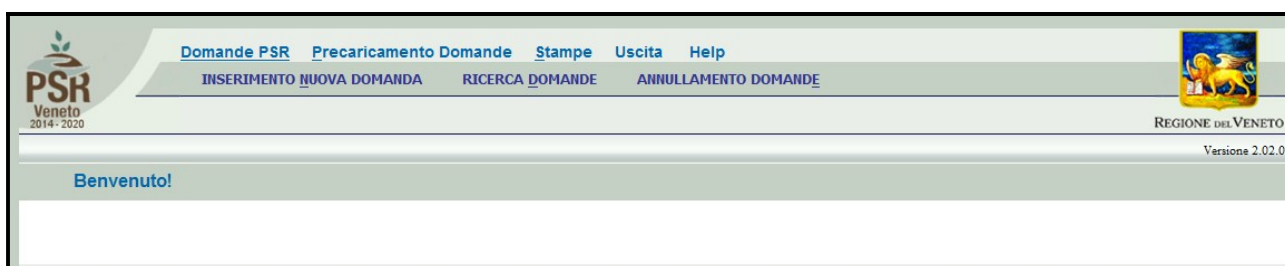 Domande PSR Precaricamento Domande Stampe Uscita Help
INSERIMENTO NUOVA DOMANDA RICERCA DOMANDE ANNULLAMENTO DOMANDE
PSR
Veneto
2014 - 2020
REGIONE DEL VENETO
Versione 2.02.0
Benvenuto!